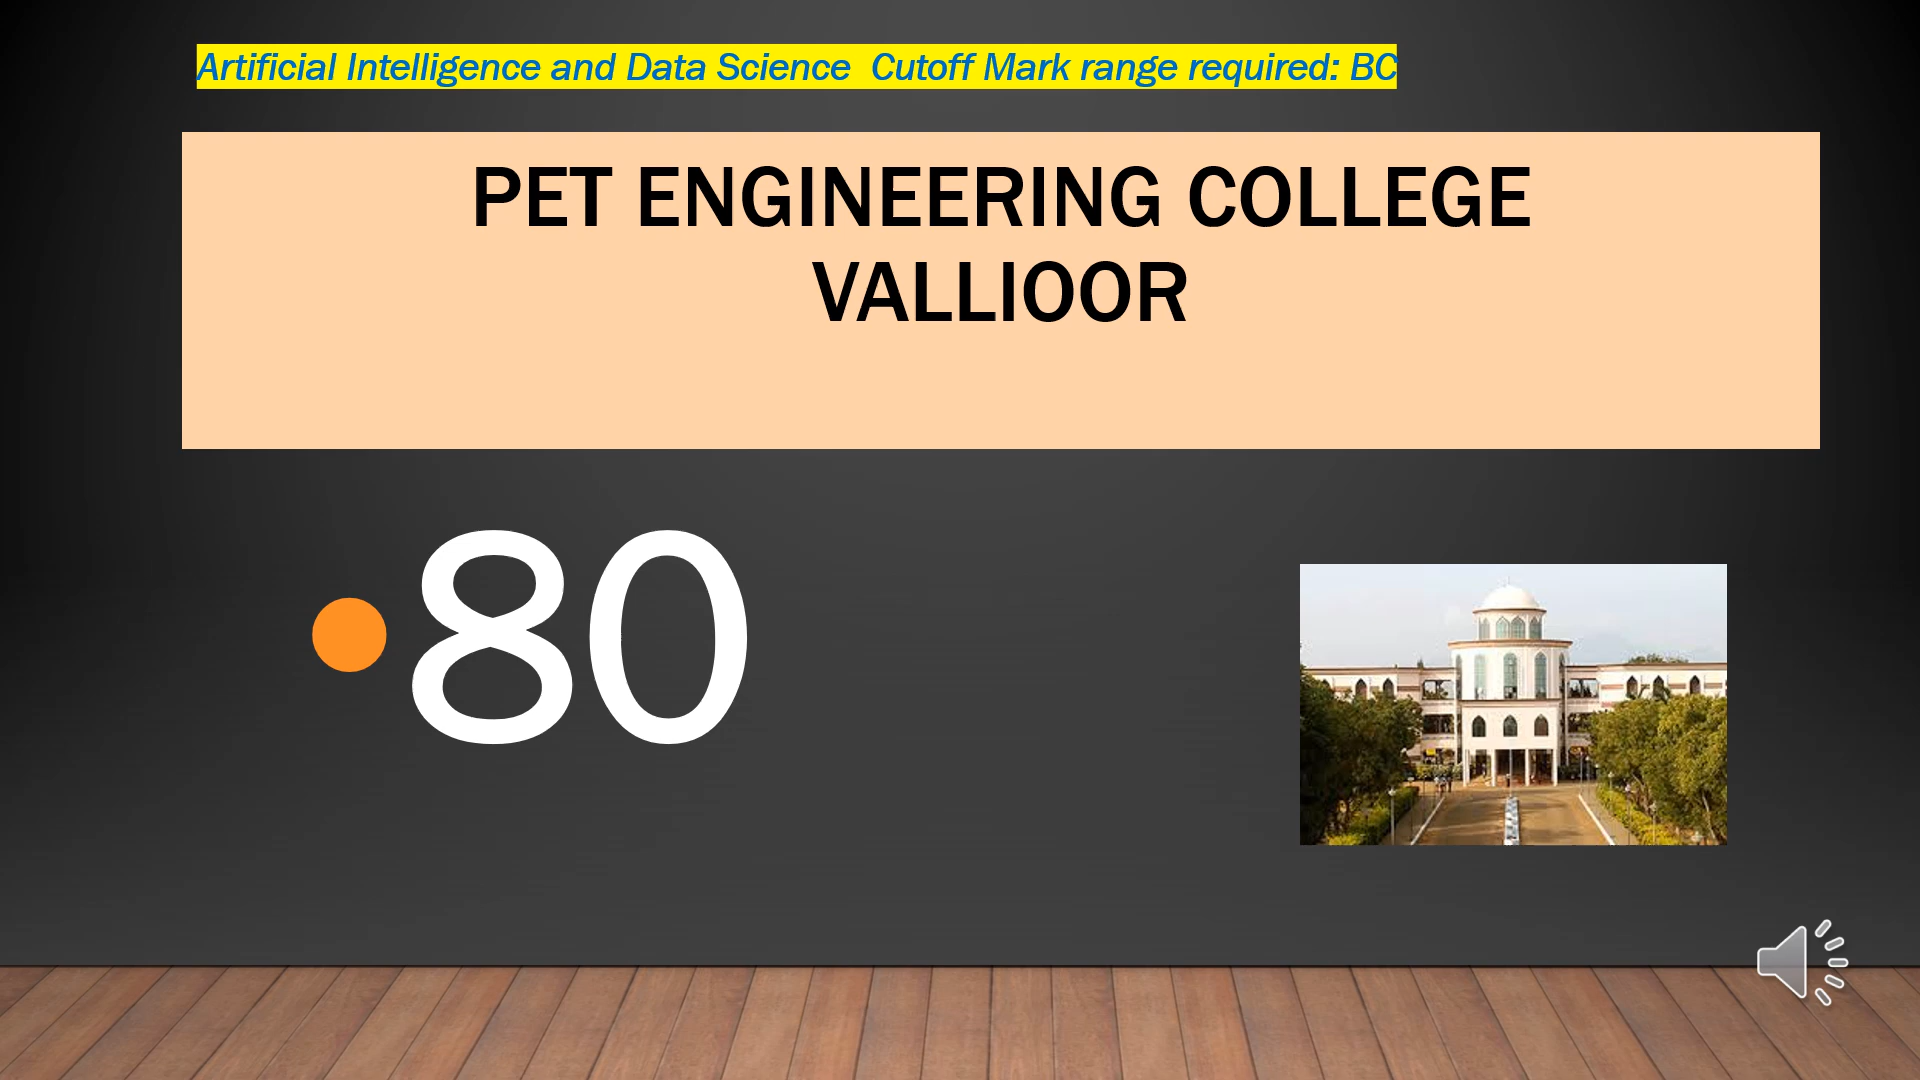 Artificial Intelligence and Data Science  Cutoff Mark range required: BC
PET ENGINEERING COLLEGE
VALLIOOR
•80